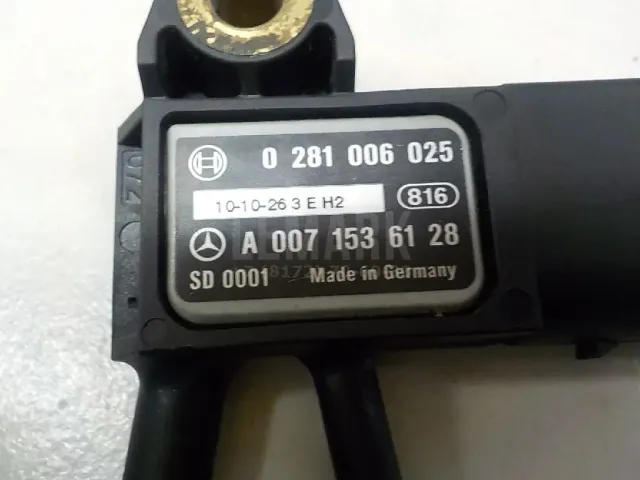 0 281 006 025
10-10-26 3 E H2
816
A 007 153 61 28
SD 0001 Made in Germany